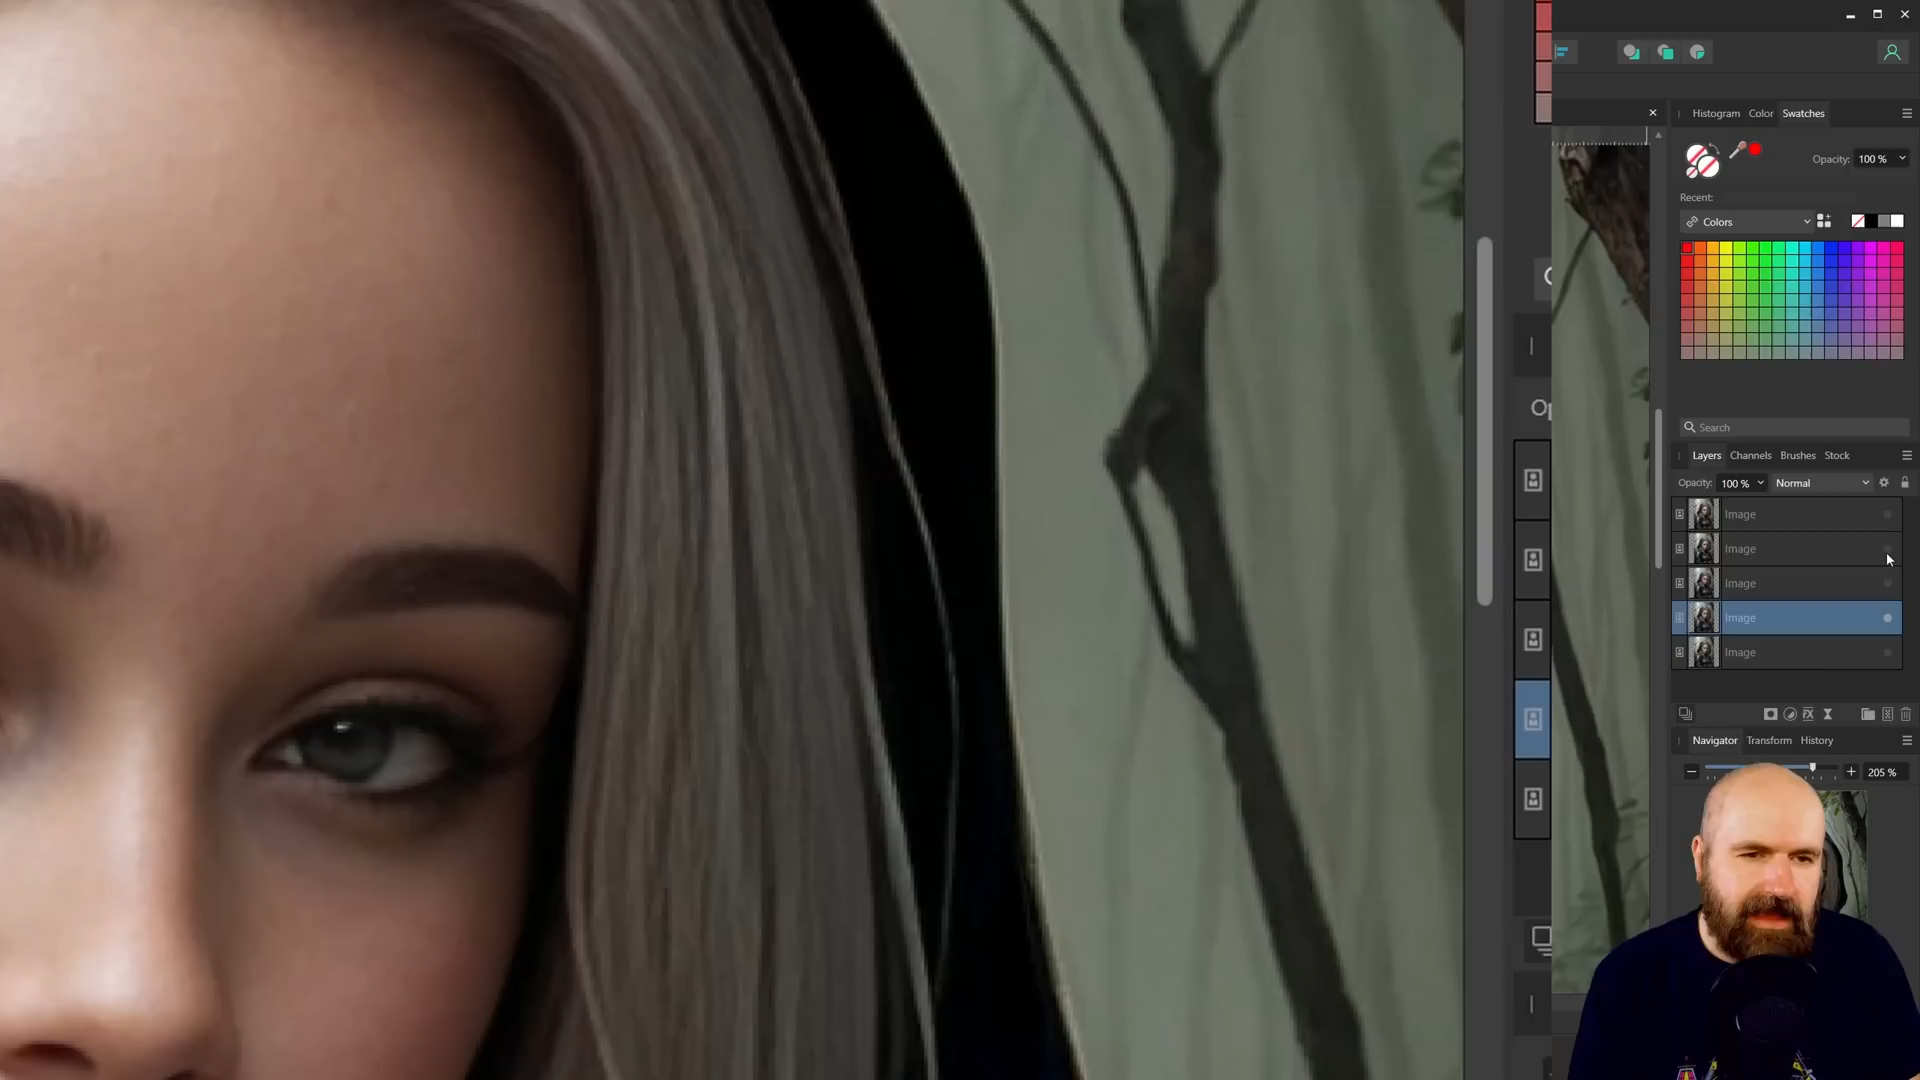 Histogram Color Swatches
Opacity: 100 %
Recent:
Colors
Op
Search
Layers Channels Brushes Stock
Opacity: 100 % Normal
Image
Image
Image
Image
Image
Navigator Transform History
205 %